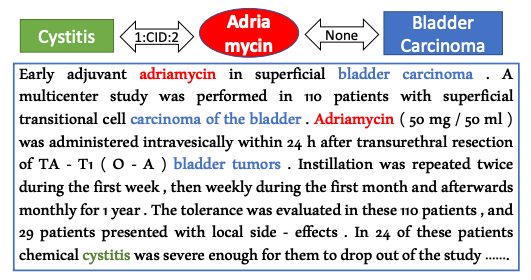 Cystitis
1:CID:2
Adria
mycin
None
Bladder
Carcinoma
Early adjuvant adriamycin in superficial bladder carcinoma . A
multicenter study was performed in 110 patients with superficial
transitional cell carcinoma of the bladder . Adriamycin ( 50 mg / 50 ml )
was administered intravesically within 24 h after transurethral resection
of TA - T1 ( O - A ) bladder tumors . Instillation was repeated twice
during the first week , then weekly during the first month and afterwards
monthly for 1 year . The tolerance was evaluated in these 110 patients , and
29 patients presented with local side - effects . In 24 of these patients
chemical cystitis was severe enough for them to drop out of the study .......